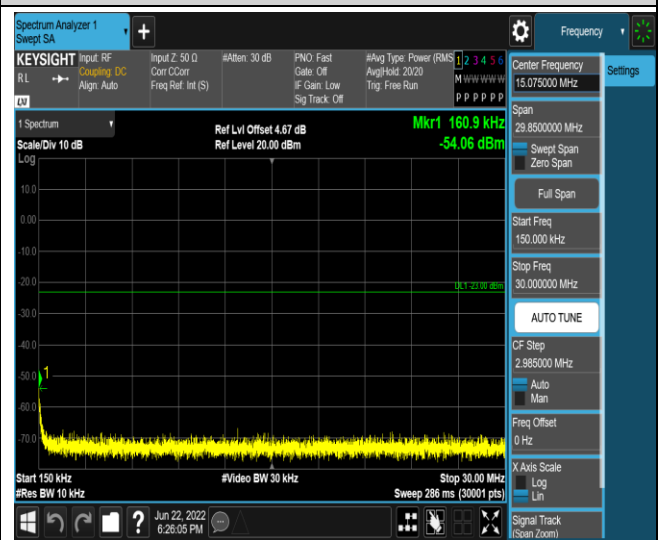 Spectrum Analyzer 1
Swept SA
Frequency
KEYSIGHT
RL
Input: RF
Coupling: DC
Align: Auto
Input Z: 50 Ω
Corr CCorr
Freq Ref: Int (S)
#Atten: 30 dB
PNO: Fast
Gate: Off
IF Gain: Low
Sig Track: Off
#Avg Type: Power (RMS
Avg|Hold: 20/20
Trig: Free Run
1 2 3 4 5 6
M W W W W W
P P P P P P
Center Frequency
15.075000 MHz
Settings
Span
29.8500000 MHz
Swept Span
Zero Span
Full Span
Start Freq
150.000 kHz
Stop Freq
30.000000 MHz
AUTO TUNE
CF Step
2.985000 MHz
Auto
Man
Freq Offset
0 Hz
X Axis Scale
Log
Lin
Signal Track
(Span Zoom)
1 Spectrum
Scale/Div 10 dB
Ref Lvl Offset 4.67 dB
Ref Level 20.00 dBm
Mkr1 160.9 kHz
-54.06 dBm
Log
10.0
0.00
-10.0
-20.0
DL1 -23.00 dBm
-30.0
-40.0
-50.0
1
-60.0
-70.0
Start 150 kHz
#Video BW 30 kHz
Stop 30.00 MHz
#Res BW 10 kHz
Sweep 286 ms (30001 pts)
?
Jun 22, 2022
6:26:05 PM